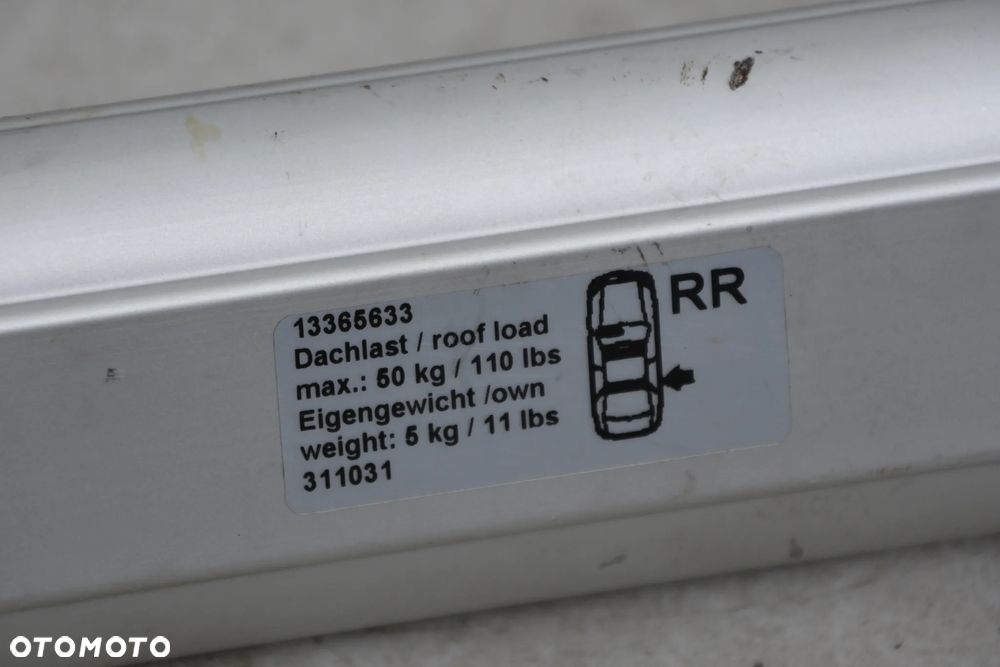 13365633
Dachlast / roof load
max.: 50 kg / 110 lbs
Eigengewicht /own
weight: 5 kg / 11 lbs
311031
RR
OTOMOTO